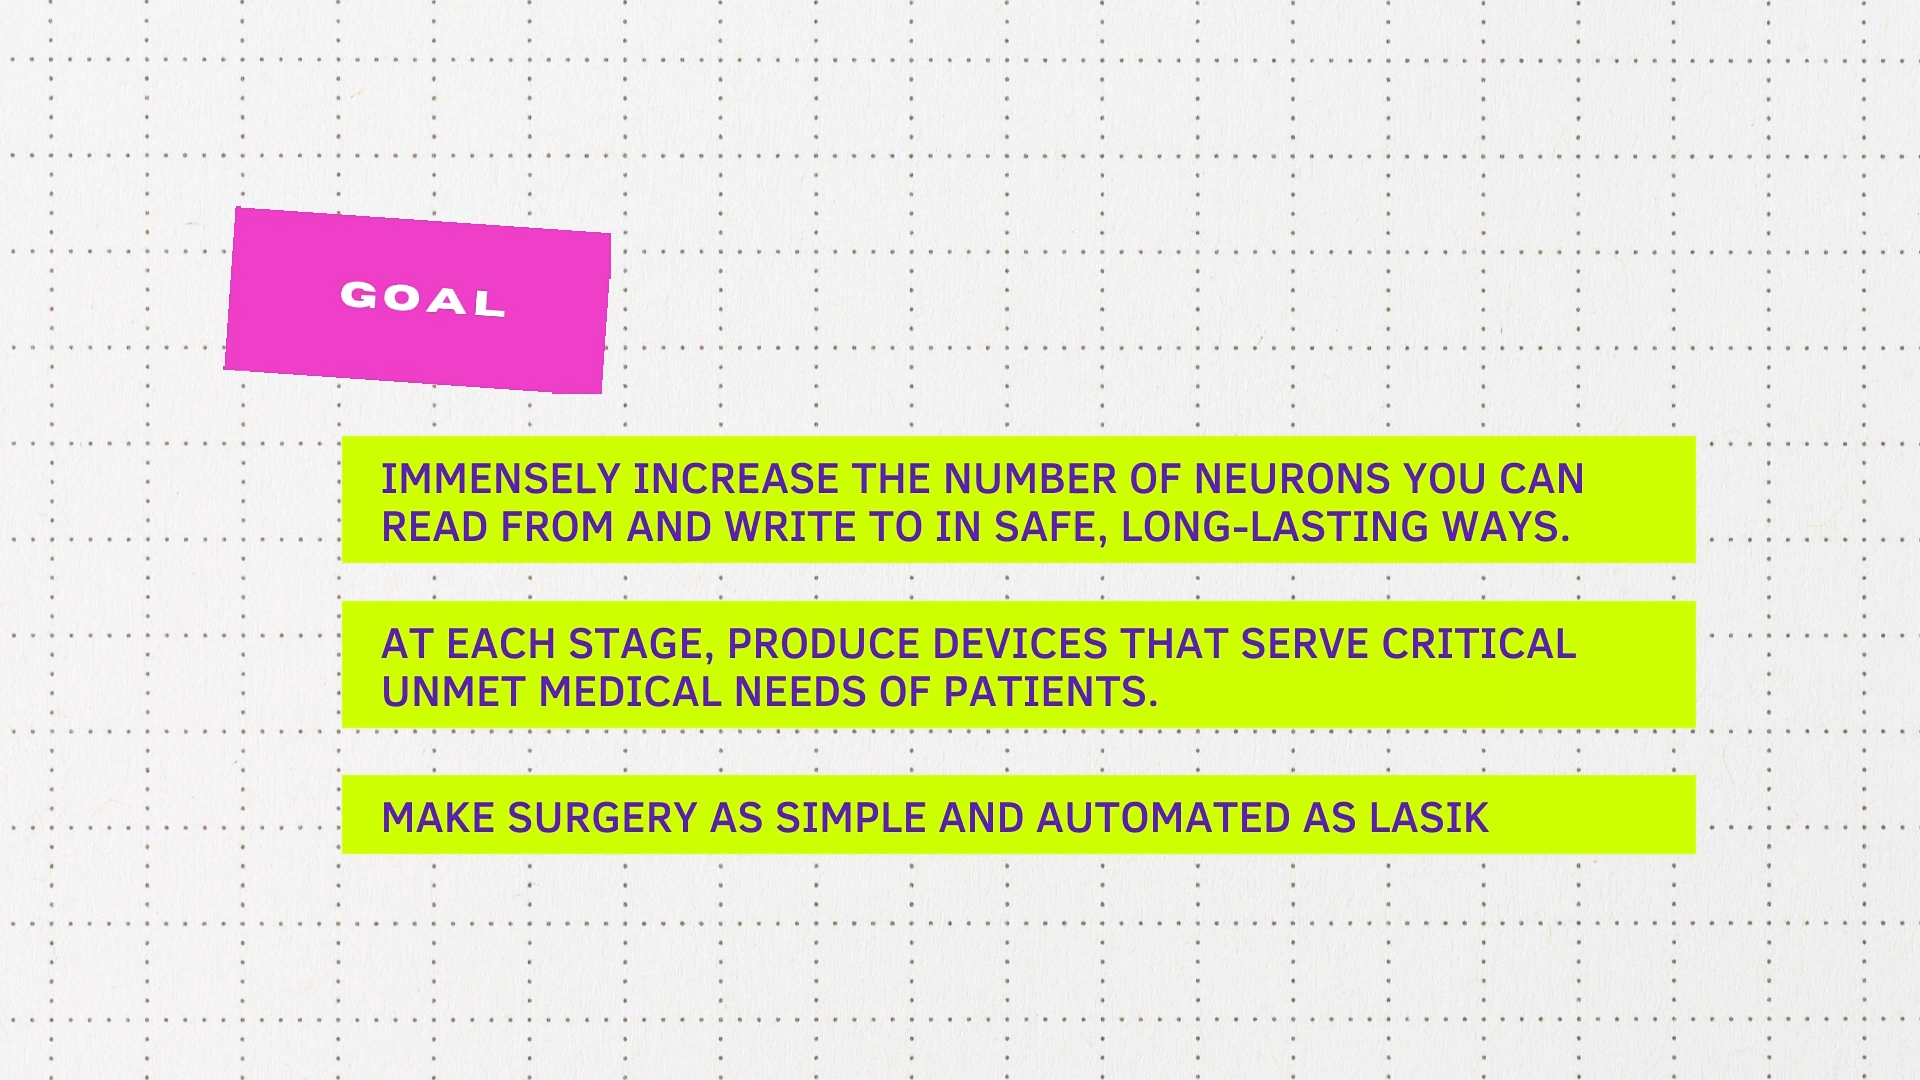 GOAL
IMMENSELY INCREASE THE NUMBER OF NEURONS YOU CAN
READ FROM AND WRITE TO IN SAFE, LONG-LASTING WAYS.
AT EACH STAGE, PRODUCE DEVICES THAT SERVE CRITICAL
UNMET MEDICAL NEEDS OF PATIENTS.
MAKE SURGERY AS SIMPLE AND AUTOMATED AS LASIK